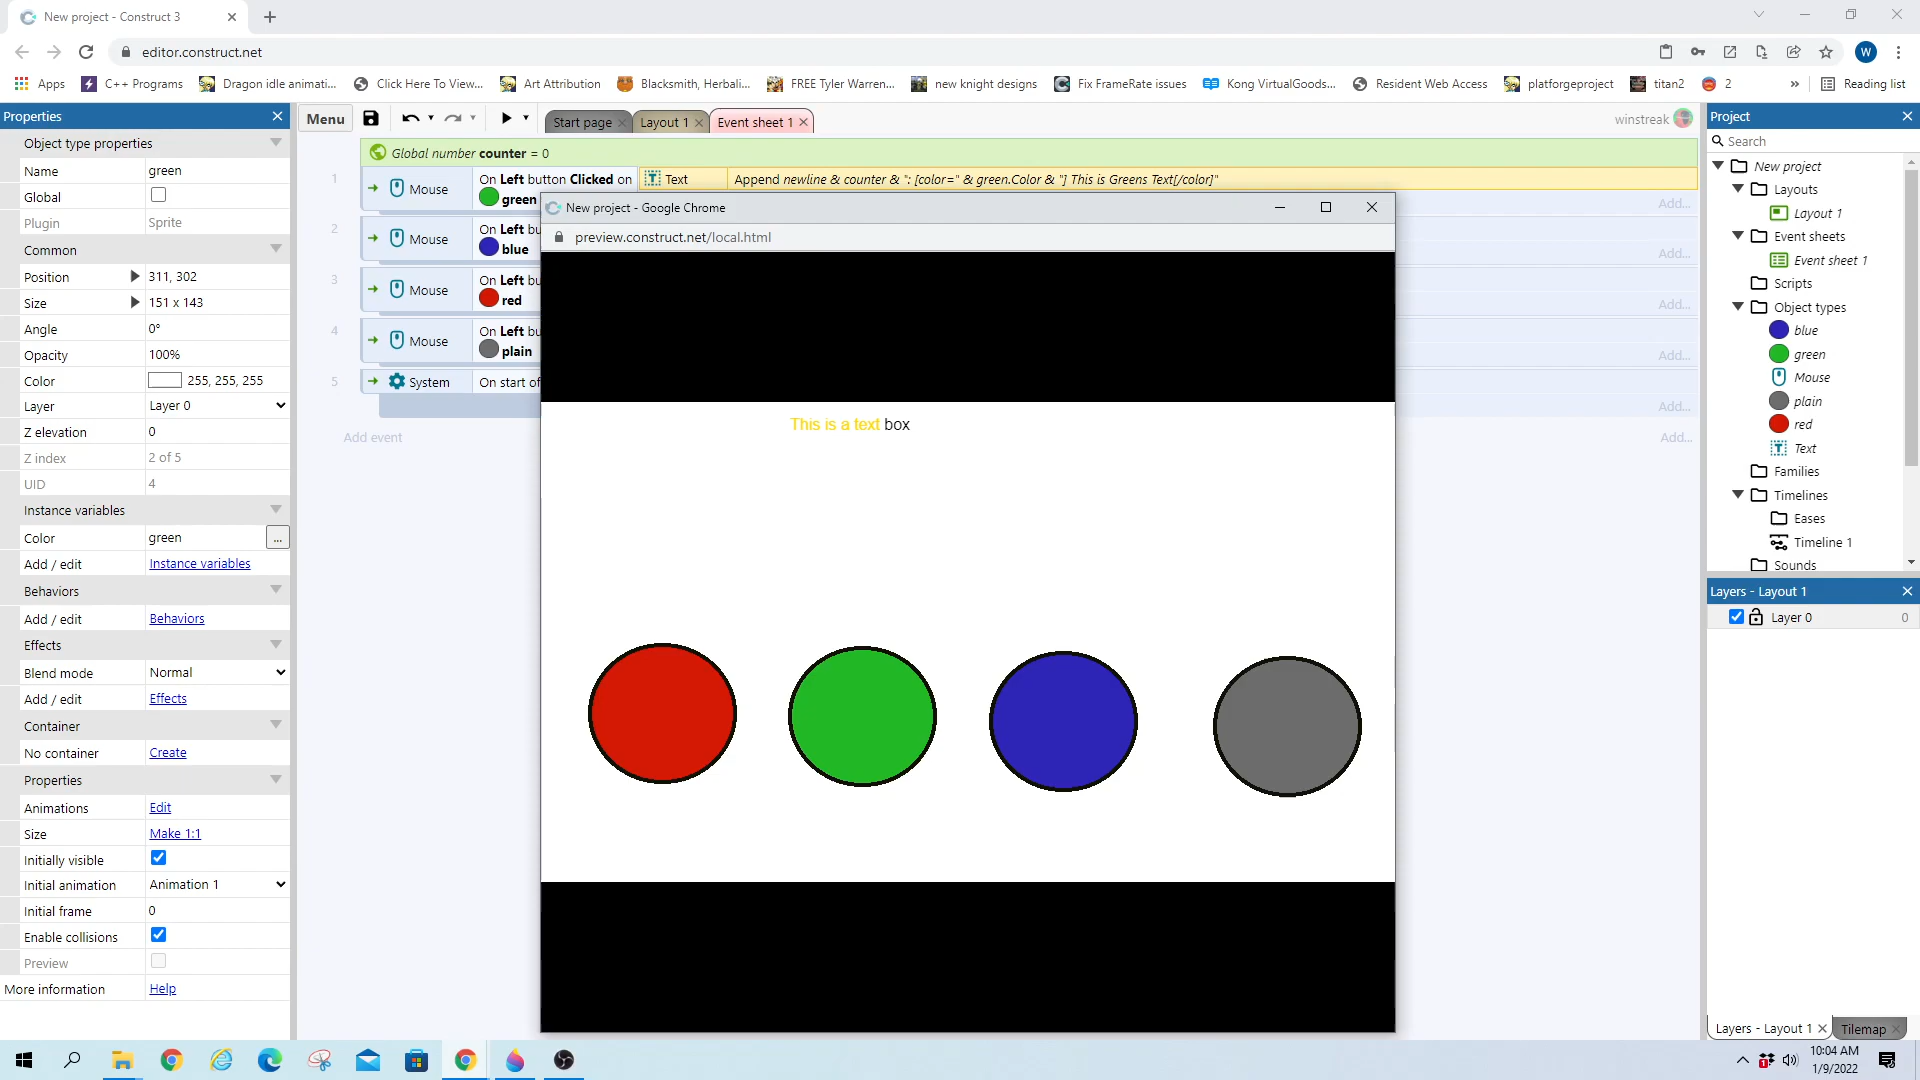 New project - Construct 3
editor.construct.net
W
Apps C++ Programs Dragon idle animati... Click Here To View... Art Attribution Blacksmith, Herbali... FREE Tyler Warren... new knight designs Fix FrameRate issues Kong VirtualGoods... Resident Web Access platforgeproject titan2 2 » Reading list
Properties
Object type properties
Name green
Global
Plugin Sprite
Common
Position 311, 302
Size 151 x 143
Angle 0°
Opacity 100%
Color 255, 255, 255
Layer Layer 0
Z elevation 0
Z index 2 of 5
UID 4
Instance variables
Color green ...
Add / edit Instance variables
Behaviors
Add / edit Behaviors
Effects
Blend mode Normal
Add / edit Effects
Container
No container Create
Properties
Animations Edit
Size Make 1:1
Initially visible
Initial animation Animation 1
Initial frame 0
Enable collisions
Preview
More information Help
Menu
Start page Layout 1 Event sheet 1
winstreak
Global number counter = 0
1 Mouse On Left button Clicked on green
Text Append newline & counter & ": [color=" & green.Color & "] This is Greens Text[/color]"
Add...
2 Mouse On Left bu
blue
Add...
3 Mouse On Left bu
red
Add...
4 Mouse On Left bu
plain
Add...
5 System On start of
Add...
Add event
Add...
New project - Google Chrome
preview.construct.net/local.html
This is a text box
Project
Search
New project
Layouts
Layout 1
Event sheets
Event sheet 1
Scripts
Object types
blue
green
Mouse
plain
red
Text
Families
Timelines
Eases
Timeline 1
Sounds
Layers - Layout 1
Layer 0 0
Layers - Layout 1 Tilemap
10:04 AM
1/9/2022